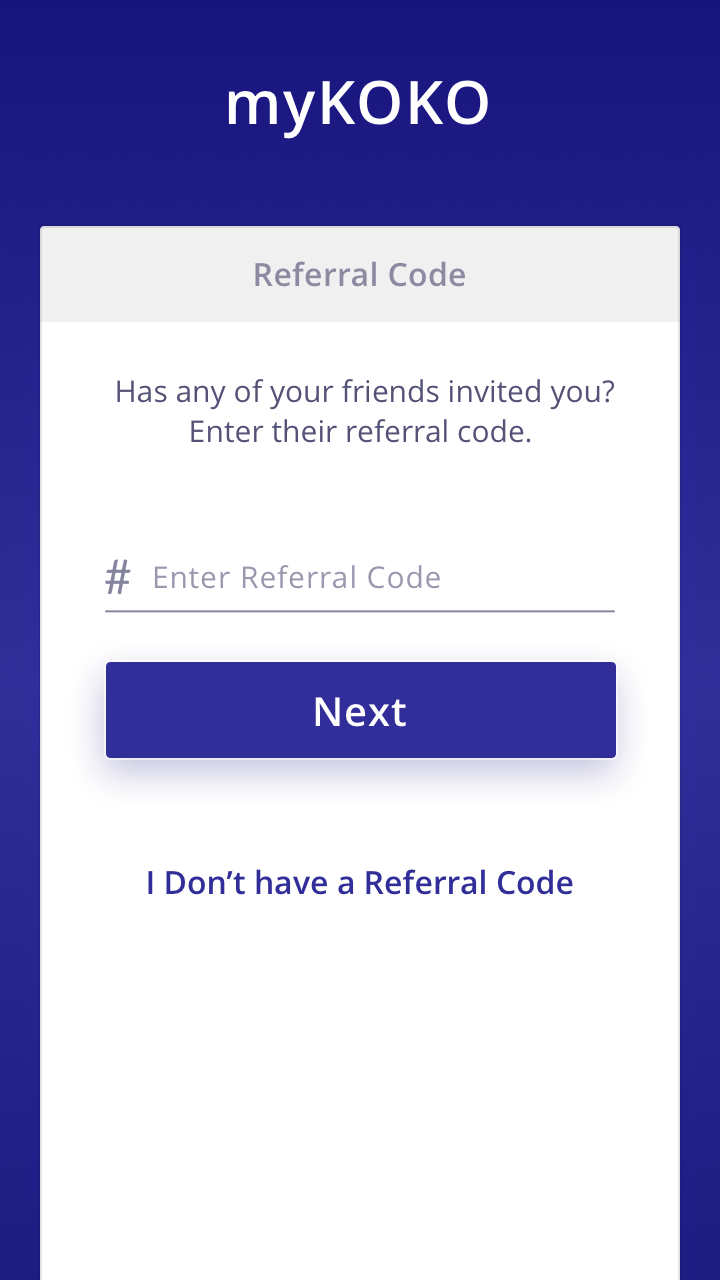 myKOKO
Referral Code
Has any of your friends invited you?
Enter their referral code.
# Enter Referral Code
Next
I Don’t have a Referral Code